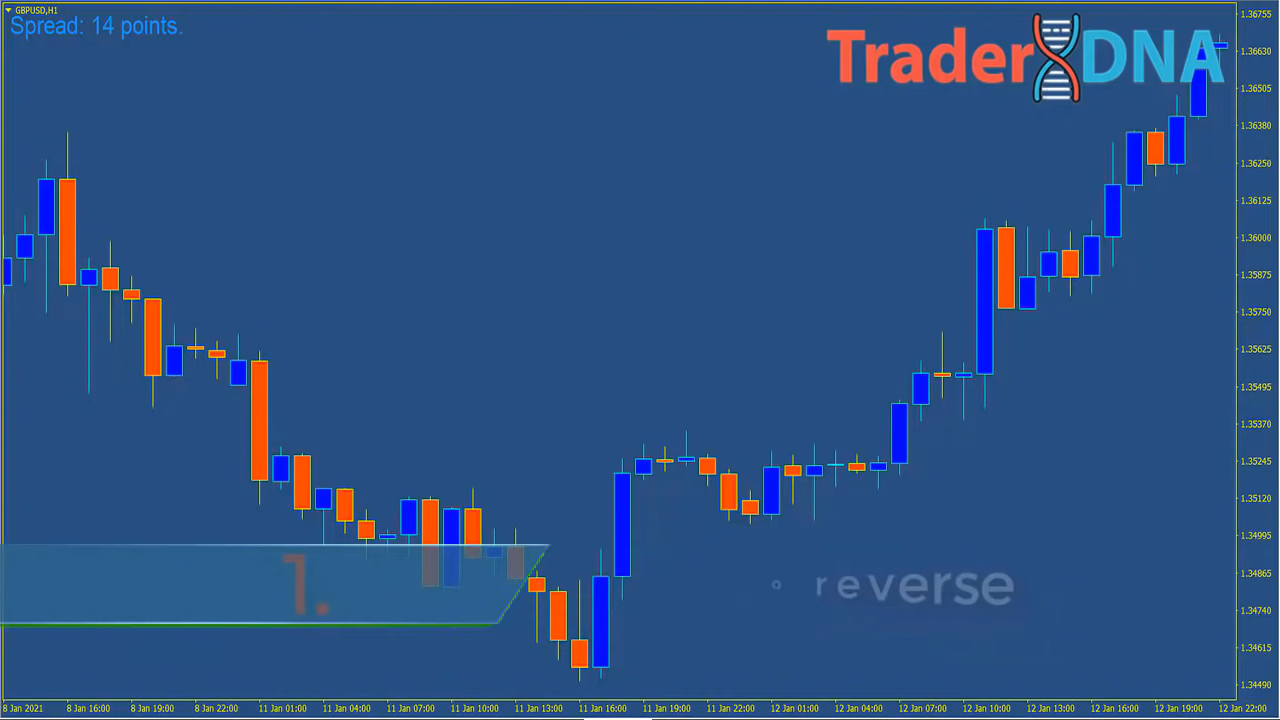 GBPUSD,H1
Spread: 14 points.
Trader DNA
1.36755
1.36630
1.36505
1.36380
1.36250
1.36125
1.36000
1.35875
1.35750
1.35625
1.35495
1.35370
1.35245
1.35120
1.34995
1.34865
1.34740
1.34615
1.34490
1.
reverse
8 Jan 2021
8 Jan 16:00
8 Jan 19:00
8 Jan 22:00
11 Jan 01:00
11 Jan 04:00
11 Jan 07:00
11 Jan 10:00
11 Jan 13:00
11 Jan 16:00
11 Jan 19:00
11 Jan 22:00
12 Jan 01:00
12 Jan 04:00
12 Jan 07:00
12 Jan 10:00
12 Jan 13:00
12 Jan 16:00
12 Jan 19:00
12 Jan 22:00